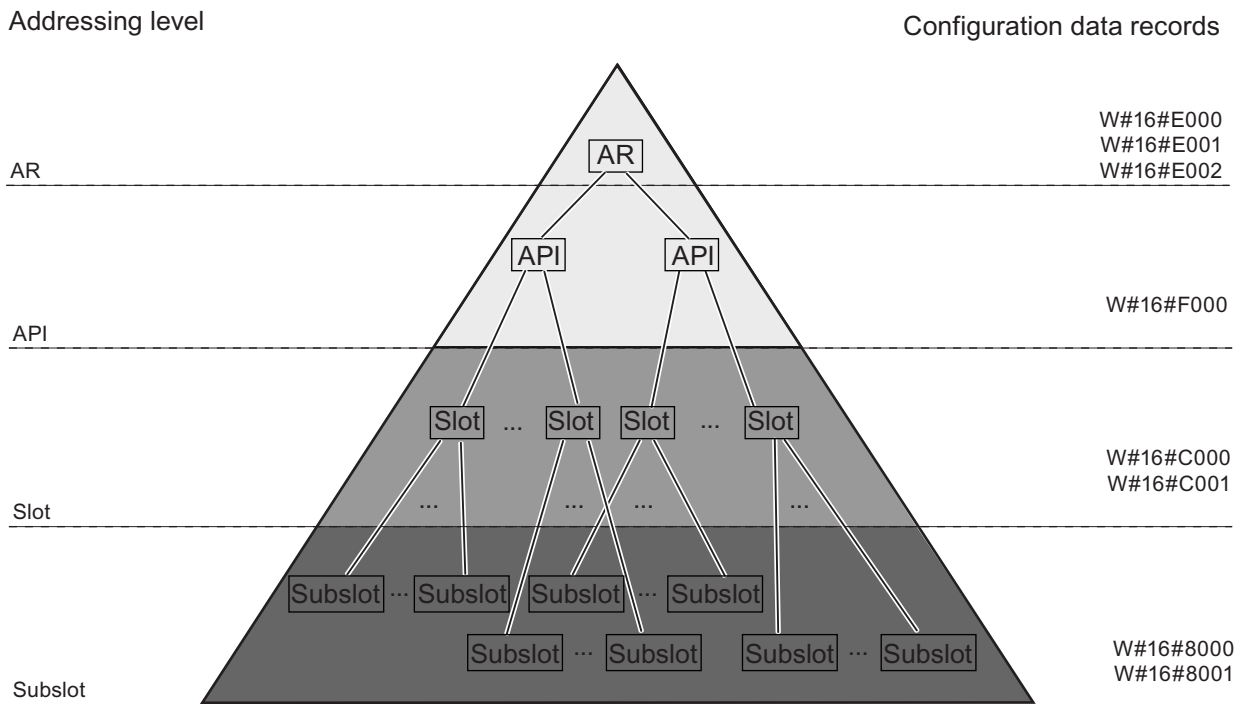 Addressing level
Configuration data records
W#16#E000
W#16#E001
AR
AR
W#16#E002
API API
W#16#F000
API
Slot ... Slot Slot ... Slot
W#16#C000
W#16#C001
... ... ... ...
Slot
Subslot ... Subslot Subslot ... Subslot
Subslot ... Subslot Subslot ... Subslot
W#16#8000
W#16#8001
Subslot